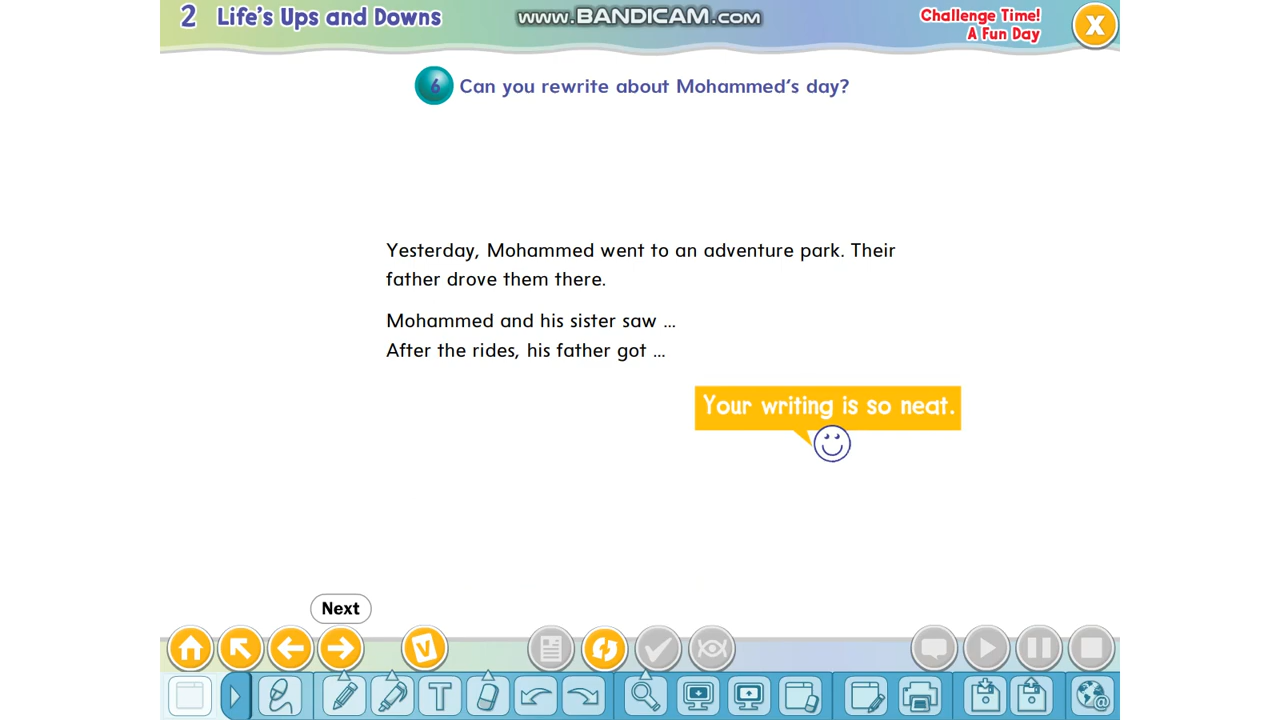 2 Life's Ups and Downs
www.BANDICAM.com
Challenge Time!
A Fun Day
X
6 Can you rewrite about Mohammed's day?
Yesterday, Mohammed went to an adventure park. Their
father drove them there.
Mohammed and his sister saw ...
After the rides, his father got ...
Your writing is so neat.
Next
V
T
@